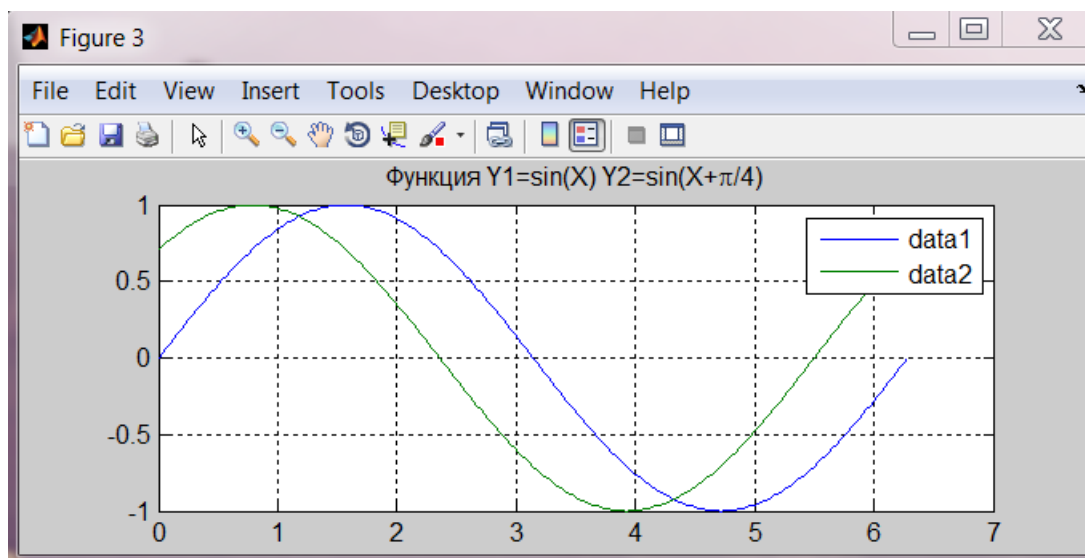 Figure 3
File Edit View Insert Tools Desktop Window Help
Функция Y1=sin(X) Y2=sin(X+π/4)
1
0.5
0
-0.5
-1
data1
data2
0 1 2 3 4 5 6 7